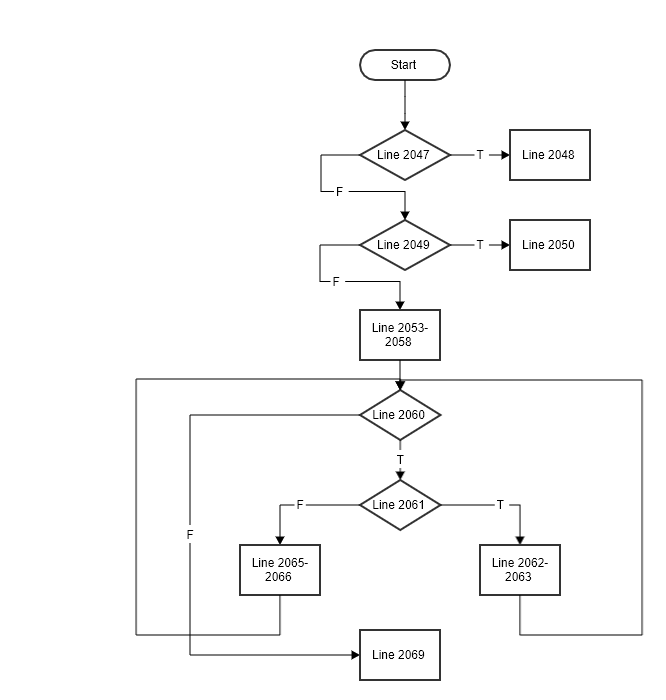 Start
Line 2047
T
Line 2048
F
Line 2049
T
Line 2050
F
Line 2053-
2058
Line 2060
T
F
Line 2061
F
T
Line 2065-
2066
Line 2062-
2063
Line 2069